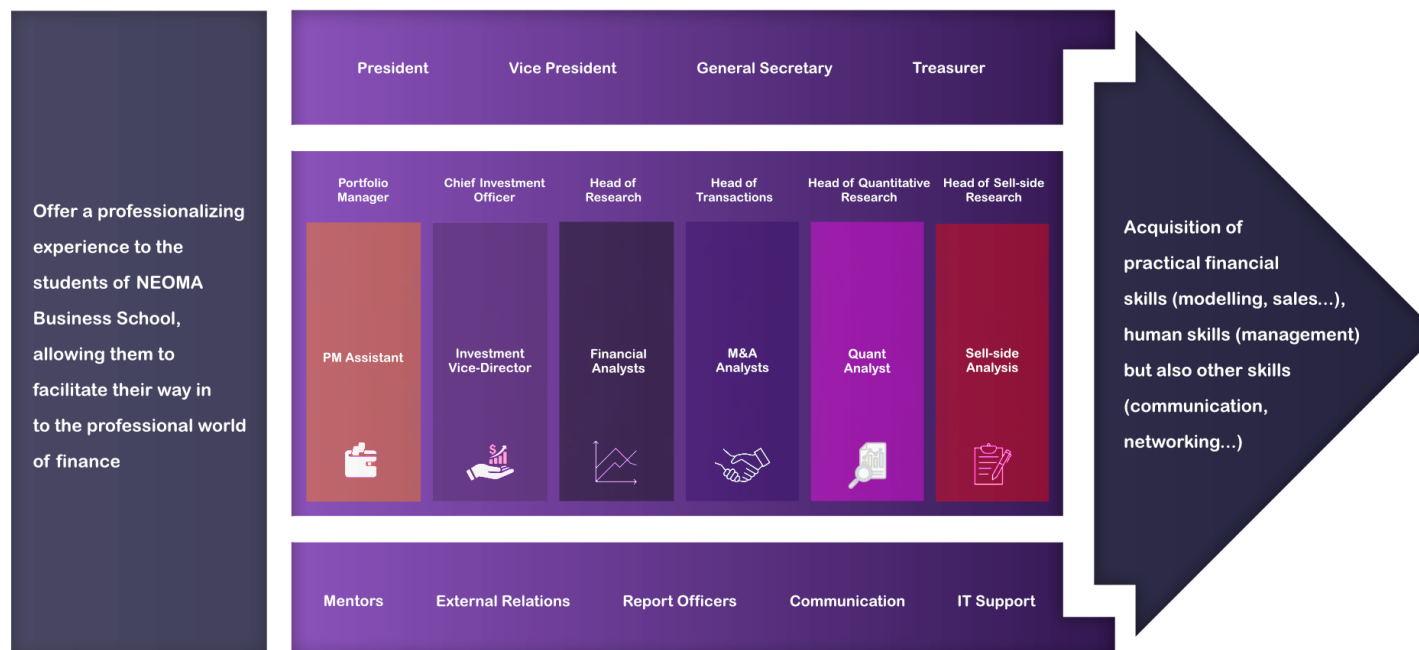 Offer a professionalizing
experience to the
students of NEOMA
Business School,
allowing them to
facilitate their way in
to the professional world
of finance
President
Vice President
General Secretary
Treasurer
Portfolio
Manager
Chief Investment
Officer
Head of
Research
Head of
Transactions
Head of Quantitative
Research
Head of Sell-side
Research
PM Assistant
Investment
Vice-Director
Financial
Analysts
M&A
Analysts
Quant
Analyst
Sell-side
Analysis
$
Mentors
External Relations
Report Officers
Communication
IT Support
Acquisition of
practical financial
skills (modelling, sales...),
human skills (management)
but also other skills
(communication,
networking...)